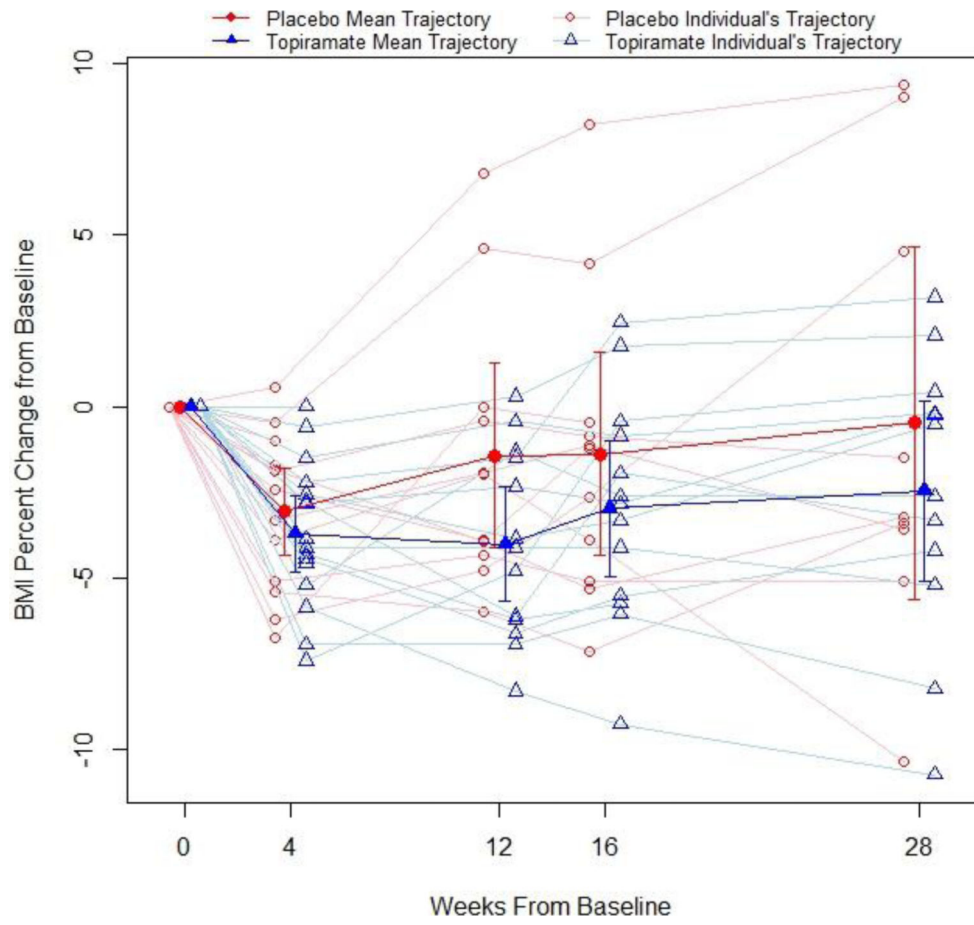 Placebo Mean Trajectory Placebo Individual's Trajectory
Topiramate Mean Trajectory Topiramate Individual's Trajectory
10
5
0
-5
-10
BMI Percent Change from Baseline
0 4 12 16 28
Weeks From Baseline